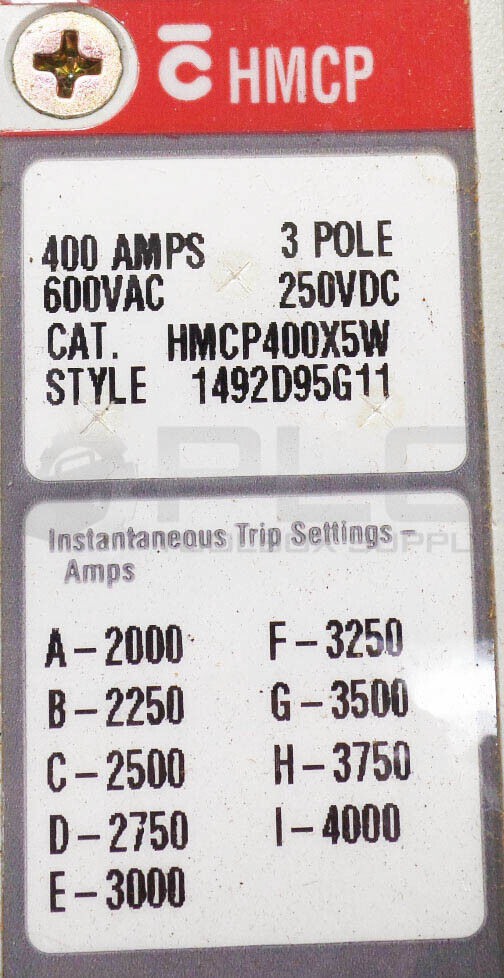 HMCP
400 AMPS 3 POLE
600VAC 250VDC
CAT. HMCP400X5W
STYLE 1492D95G11
PLC
Instantaneous Trip Settings –
Amps
A – 2000 F – 3250
B – 2250 G – 3500
C – 2500 H – 3750
D – 2750 I – 4000
E – 3000